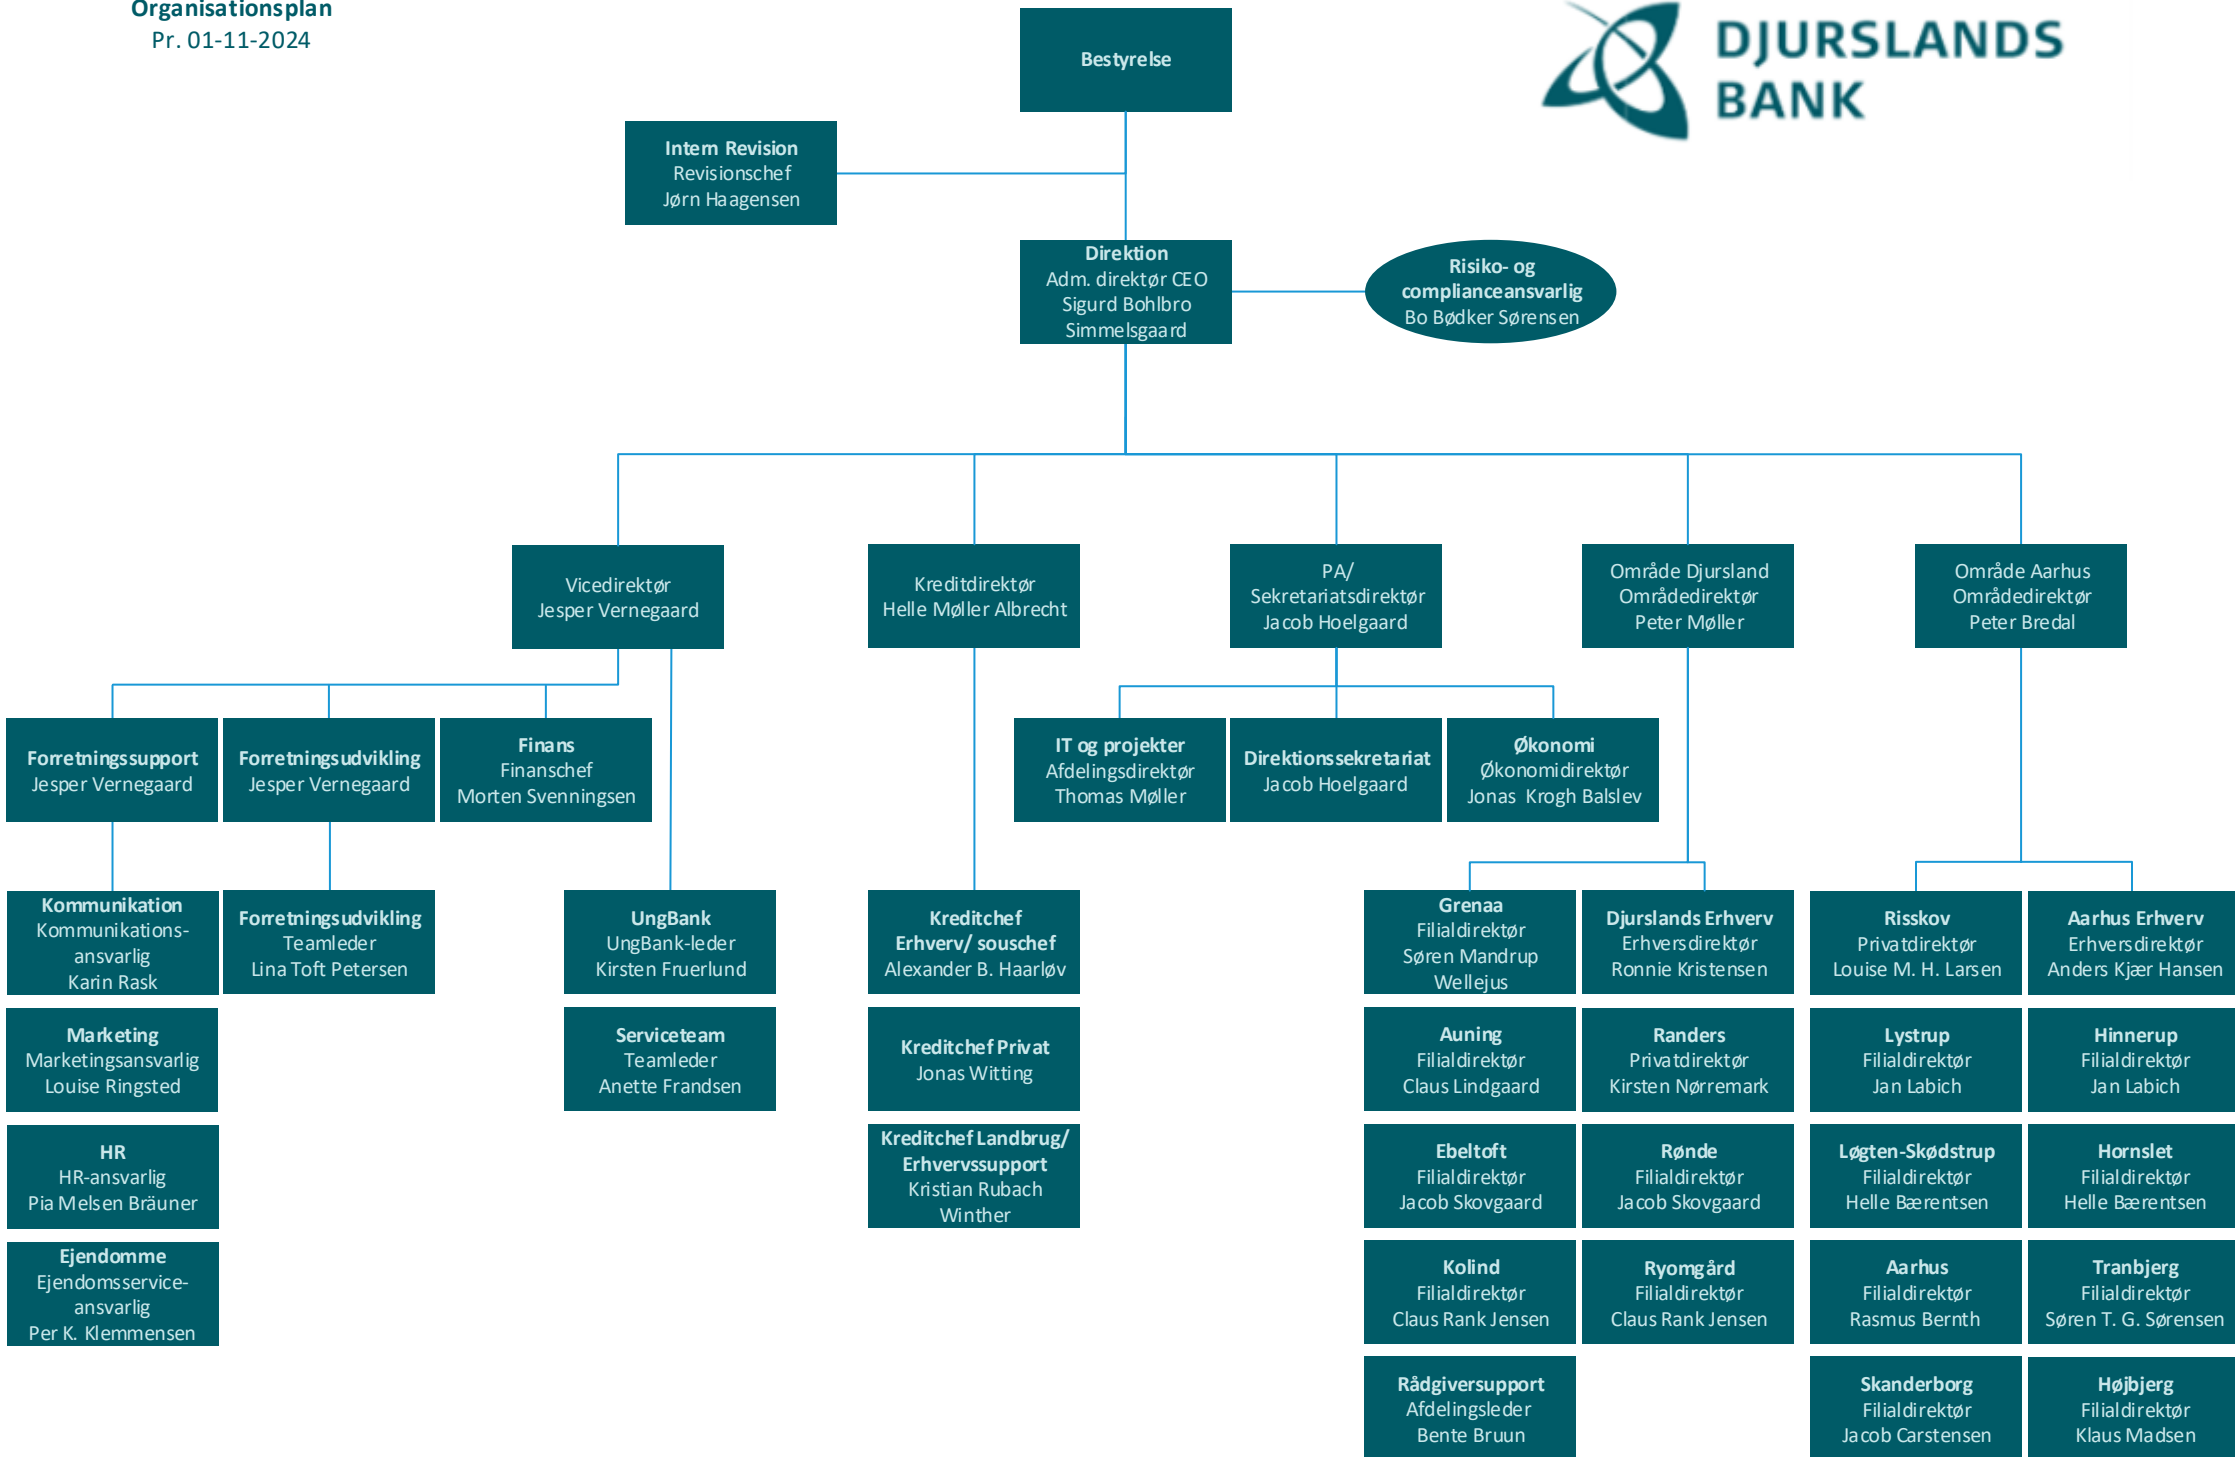 Organisationsplan
Pr. 01-11-2024
DJURSLANDS
BANK
Bestyrelse
Intern Revision
Revisionschef
Jørn Haagensen
Direktion
Adm. direktør CEO
Sigurd Bohlbro
Simmelsgaard
Risiko- og
complianceansvarlig
Bo Bødker Sørensen
Vicedirektør
Jesper Vernegaard
Kreditdirektør
Helle Møller Albrecht
PA/
Sekretariatsdirektør
Jacob Hoelgaard
Område Djursland
Områdedirektør
Peter Møller
Område Aarhus
Områdedirektør
Peter Bredal
Forretningssupport
Jesper Vernegaard
Forretningsudvikling
Jesper Vernegaard
Finans
Finanschef
Morten Svenningsen
IT og projekter
Afdelingsdirektør
Thomas Møller
Direktionssekretariat
Jacob Hoelgaard
Økonomi
Økonomidirektør
Jonas Krogh Balslev
Kommunikation
Kommunikations-
ansvarlig
Karin Rask
Forretningsudvikling
Teamleder
Lina Toft Petersen
UngBank
UngBank-leder
Kirsten Fruerlund
Kreditchef
Erhverv/ souschef
Alexander B. Haarløv
Grenaa
Filialdirektør
Søren Mandrup
Wellejus
Djurslands Erhverv
Erhversdirektør
Ronnie Kristensen
Risskov
Privatdirektør
Louise M. H. Larsen
Aarhus Erhverv
Erhversdirektør
Anders Kjær Hansen
Marketing
Marketingsansvarlig
Louise Ringsted
Serviceteam
Teamleder
Anette Frandsen
Kreditchef Privat
Jonas Witting
Auning
Filialdirektør
Claus Lindgaard
Randers
Privatdirektør
Kirsten Nørremark
Lystrup
Filialdirektør
Jan Labich
Hinnerup
Filialdirektør
Jan Labich
HR
HR-ansvarlig
Pia Melsen Bräuner
Kreditchef Landbrug/
Erhvervssupport
Kristian Rubach
Winther
Ebeltoft
Filialdirektør
Jacob Skovgaard
Rønde
Filialdirektør
Jacob Skovgaard
Løgten-Skødstrup
Filialdirektør
Helle Bærentsen
Hornslet
Filialdirektør
Helle Bærentsen
Ejendomme
Ejendomsservice-
ansvarlig
Per K. Klemmensen
Kolind
Filialdirektør
Claus Rank Jensen
Ryomgård
Filialdirektør
Claus Rank Jensen
Aarhus
Filialdirektør
Rasmus Bernth
Tranbjerg
Filialdirektør
Søren T. G. Sørensen
Rådgiversupport
Afdelingsleder
Bente Bruun
Skanderborg
Filialdirektør
Jacob Carstensen
Højbjerg
Filialdirektør
Klaus Madsen